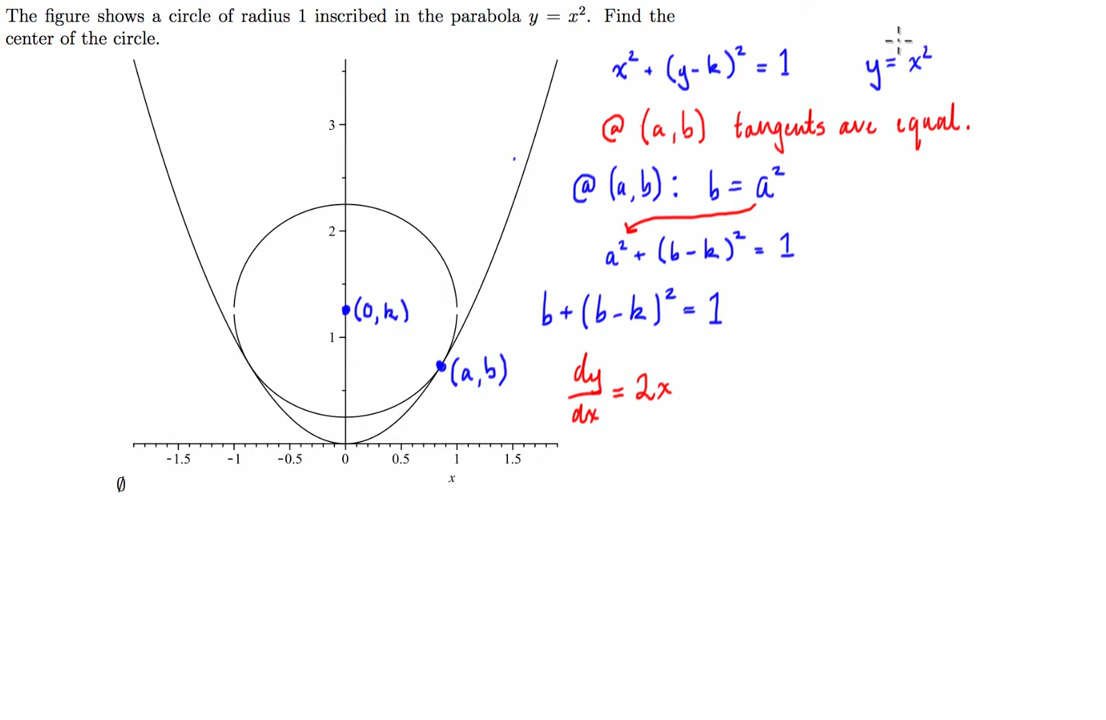 The figure shows a circle of radius 1 inscribed in the parabola y = x². Find the
center of the circle.
x² + (y-k)² = 1
y = x²
@ (a,b) tangents are equal.
@ (a,b): b = a²
a² + (b-k)² = 1
b + (b-k)² = 1
dy/dx = 2x
3
2
(0,k)
1
(a,b)
-1.5 -1 -0.5 0 0.5 1 1.5
x
∅